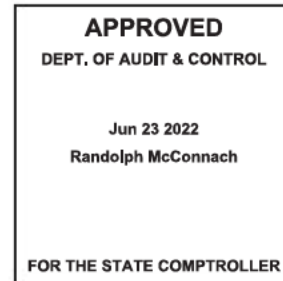 APPROVED
DEPT. OF AUDIT & CONTROL
Jun 23 2022
Randolph McConnach
FOR THE STATE COMPTROLLER